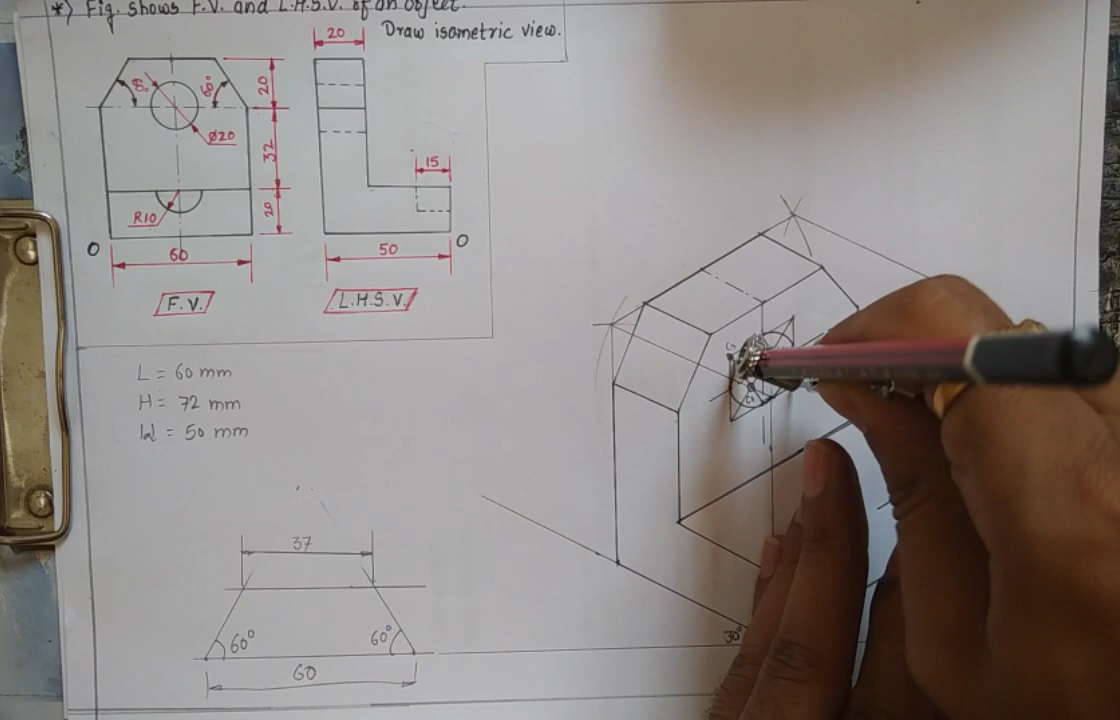 *) Fig. shows F.V. and L.H.S.V. of an object.
Draw isometric view.
20
60°
60°
20
Ø20
32
15
R10
20
O
60
50
O
F.V.
L.H.S.V.
L = 60 mm
H = 72 mm
W = 50 mm
37
60°
60°
60
30°